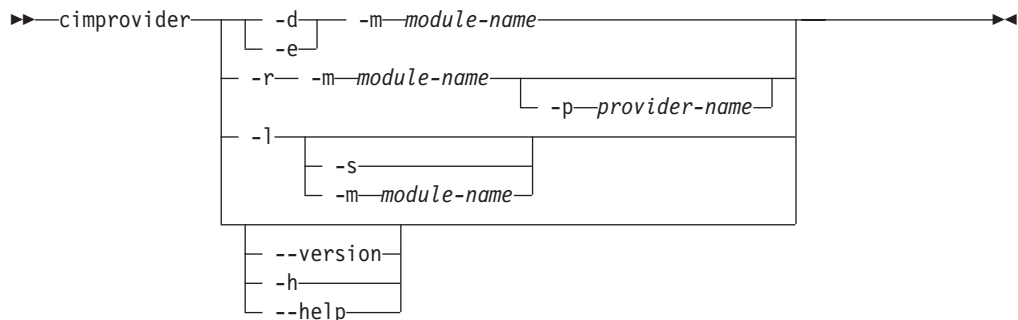 cimprovider -d -m module-name
-e
-r -m module-name
-p provider-name
-l
-s
-m module-name
--version
-h
--help